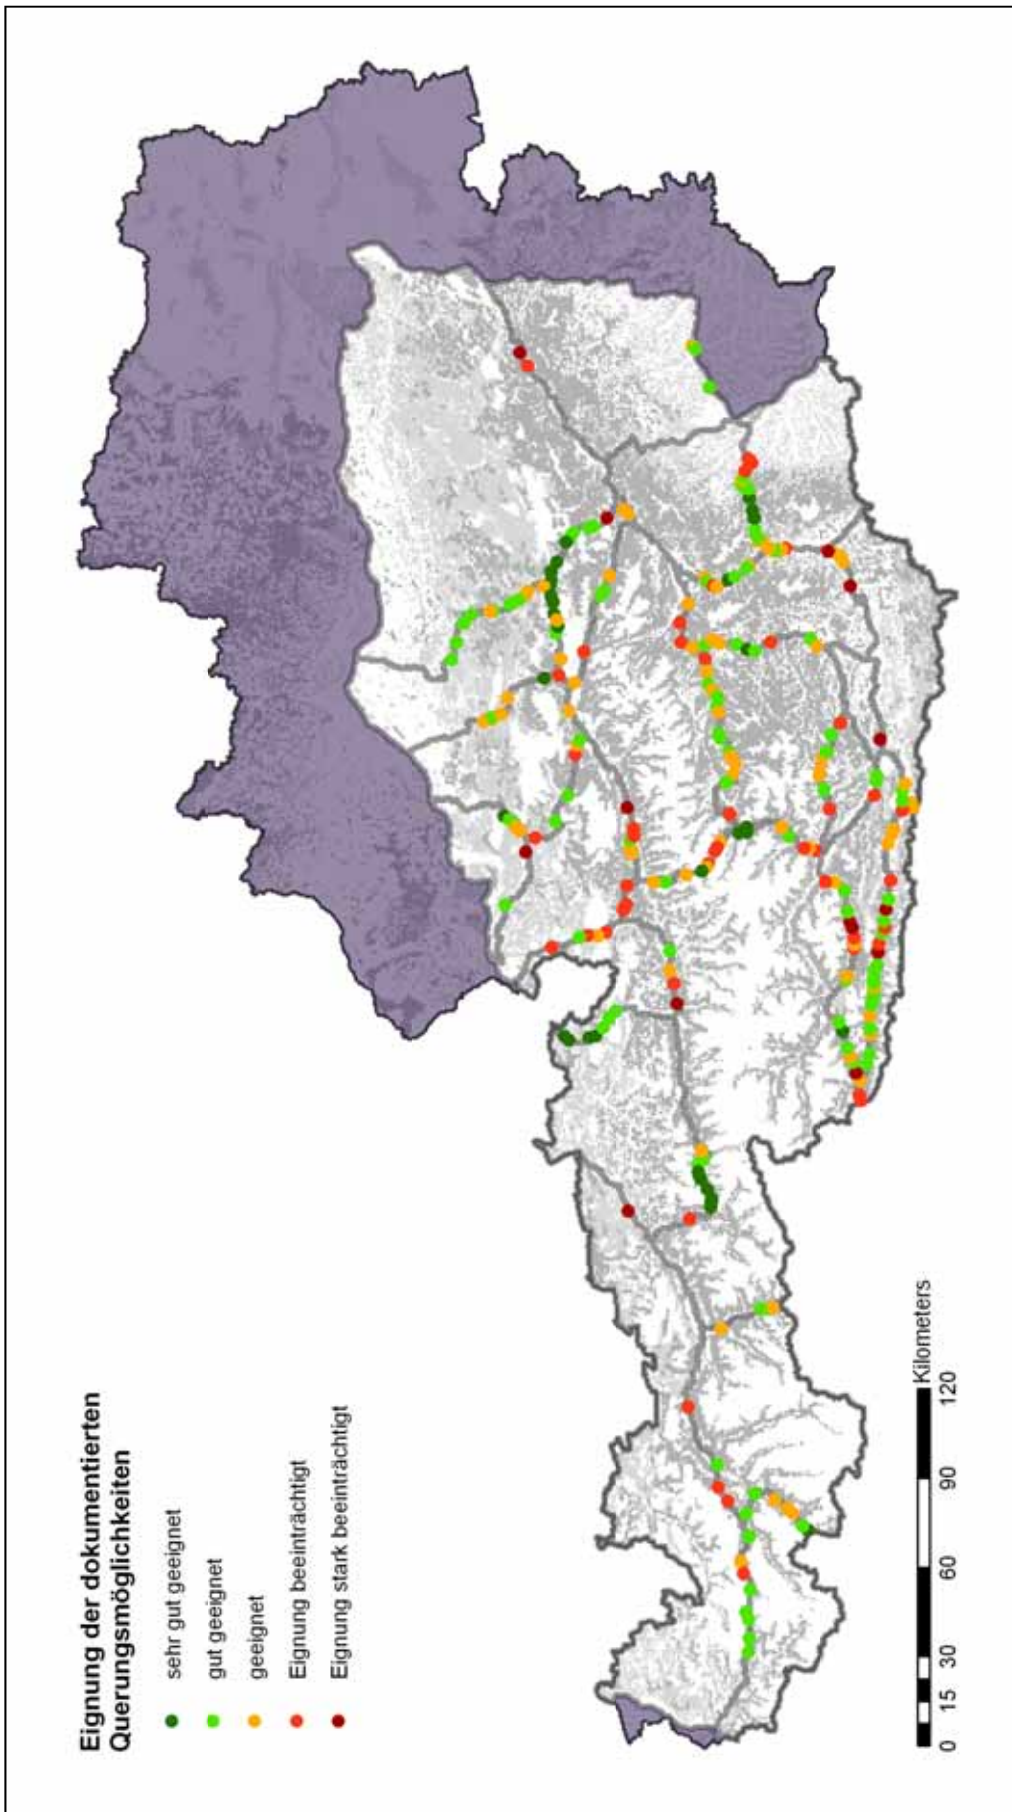 Eignung der dokumentierten
Querungsmöglichkeiten
sehr gut geeignet
gut geeignet
geeignet
Eignung beeinträchtigt
Eignung stark beeinträchtigt
Kilometers
0 15 30 60 90 120